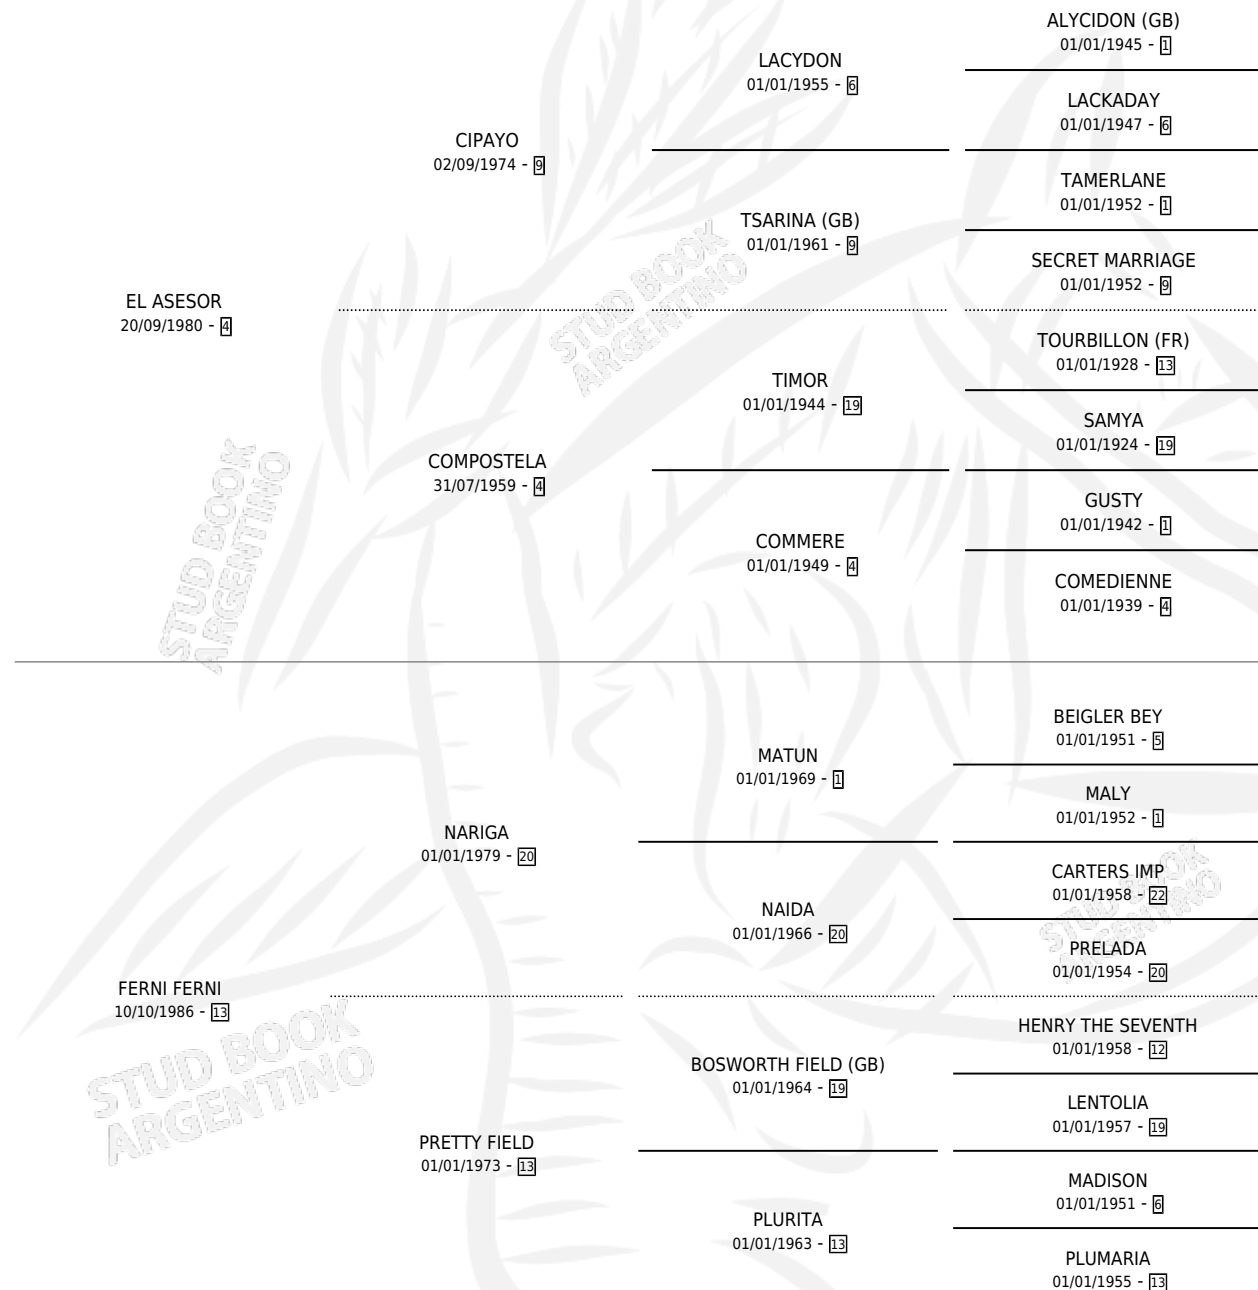 ALYCIDON (GB)
01/01/1945 - 1
LACYDON
01/01/1955 - 6
LACKADAY
01/01/1947 - 6
CIPAYO
02/09/1974 - 9
TAMERLANE
01/01/1952 - 1
TSARINA (GB)
01/01/1961 - 9
SECRET MARRIAGE
01/01/1952 - 9
EL ASESOR
20/09/1980 - 4
STUD BOOK
ARGENTINO
TOURBILLON (FR)
01/01/1928 - 13
TIMOR
01/01/1944 - 19
SAMYA
01/01/1924 - 19
COMPOSTELA
31/07/1959 - 4
GUSTY
01/01/1942 - 1
COMMERE
01/01/1949 - 4
COMEDIENNE
01/01/1939 - 4
STUD BOOK
ARGENTINO
BEIGLER BEY
01/01/1951 - 5
MATUN
01/01/1969 - 1
MALY
01/01/1952 - 1
NARIGA
01/01/1979 - 20
CARTERS IMP
01/01/1958 - 22
NAIDA
01/01/1966 - 20
PRELADA
01/01/1954 - 20
STUD BOOK
ARGENTINO
FERNI FERNI
10/10/1986 - 13
HENRY THE SEVENTH
01/01/1958 - 12
BOSWORTH FIELD (GB)
01/01/1964 - 19
LENTOLIA
01/01/1957 - 19
STUD BOOK
ARGENTINO
PRETTY FIELD
01/01/1973 - 13
MADISON
01/01/1951 - 6
PLURITA
01/01/1963 - 13
PLUMARIA
01/01/1955 - 13